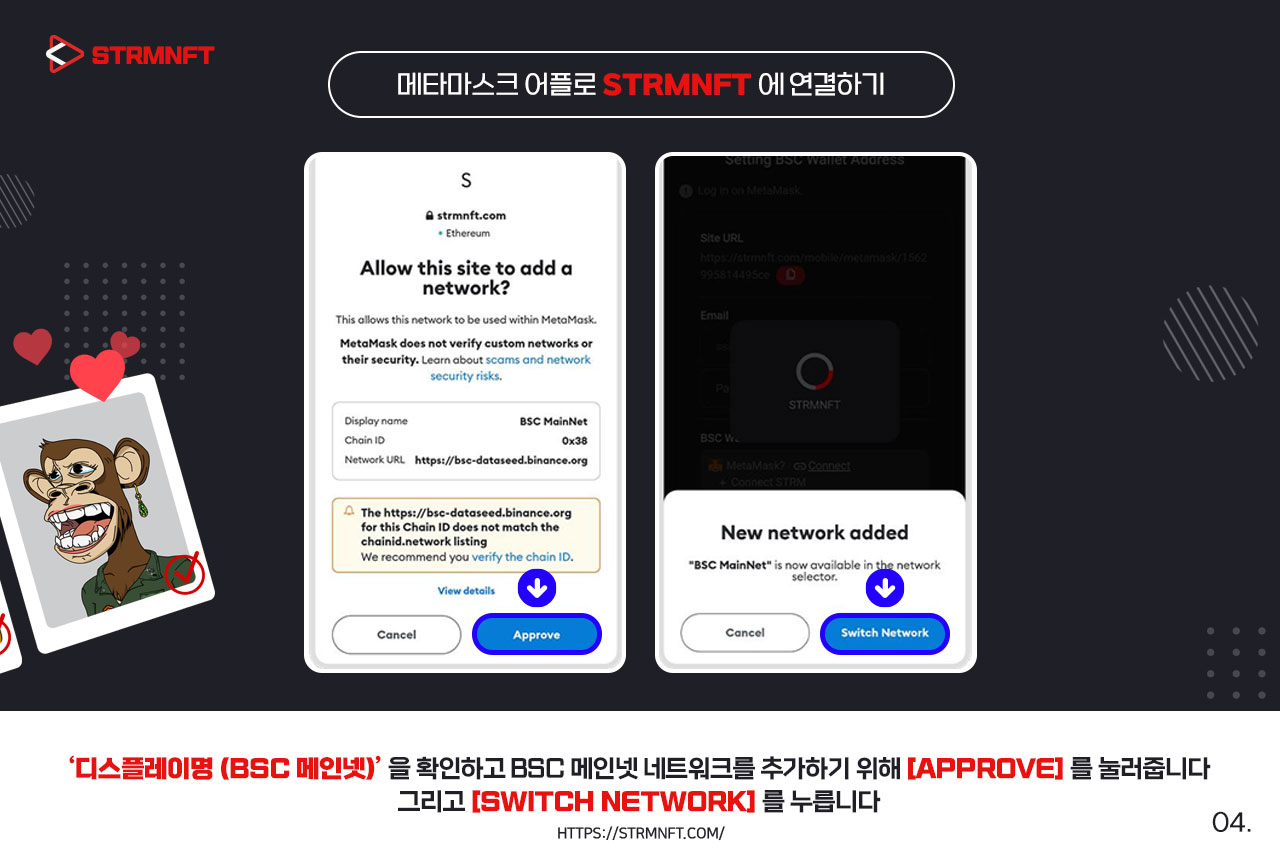 STRMNFT
메타마스크 어플로 STRMNFT 에 연결하기
S
strmnft.com
Ethereum
Allow this site to add a
network?
This allows this network to be used within MetaMask.
MetaMask does not verify custom networks or
their security. Learn about scams and network
security risks.
Display name BSC MainNet
Chain ID 0x38
Network URL https://bsc-dataseed.binance.org
The https://bsc-dataseed.binance.org
for this Chain ID does not match the
chainid.network listing
We recommend you verify the chain ID.
View details
Cancel Approve
Setting BSC Wallet Address
Log in on MetaMask.
Site URL
https://strmnft.com/mobile/metamask/1562
995814495ce
Email
STRMNFT
BSC
MetaMask? Connect
+ Connect STRM
New network added
"BSC MainNet" is now available in the network
selector.
Cancel Switch Network
‘디스플레이명 (BSC 메인넷)’ 을 확인하고 BSC 메인넷 네트워크를 추가하기 위해 [APPROVE] 를 눌러줍니다
그리고 [SWITCH NETWORK] 를 누릅니다
HTTPS://STRMNFT.COM/
04.